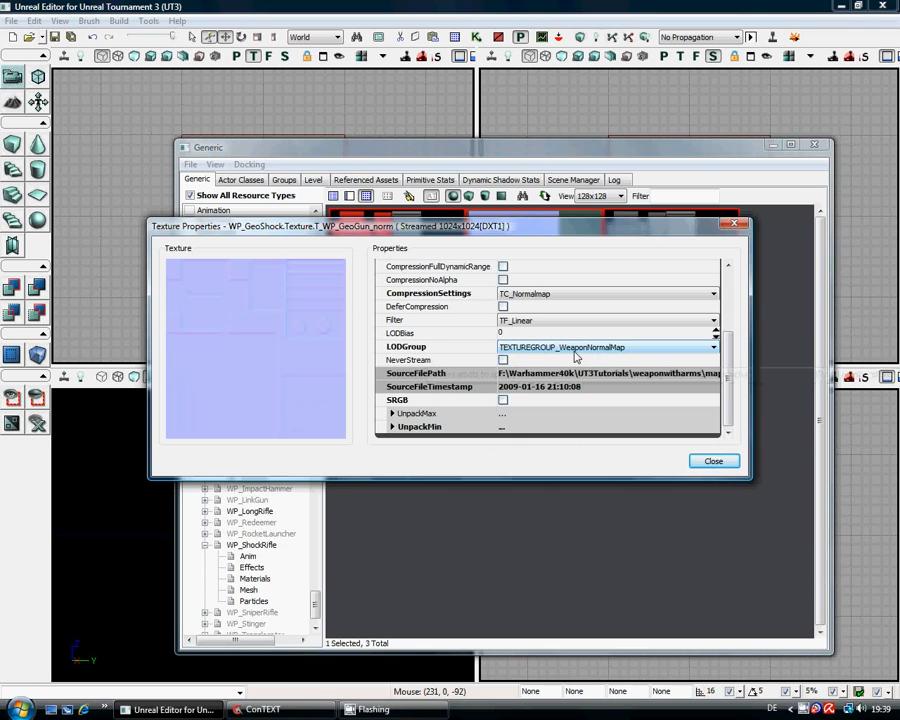 Unreal Editor for Unreal Tournament 3 (UT3)
File Edit View Brush Build Tools Help
World No Propagation
P T F S P T F S
Generic
File View Docking
Generic Actor Classes Groups Level Referenced Assets Primitive Stats Dynamic Shadow Stats Scene Manager Log
Show All Resource Types View 128x128 Filter
Animation
Texture Properties - WP_GeoShock.Texture.T_WP_GeoGun_norm ( Streamed 1024x1024[DXT1] )
Texture Properties
CompressionFullDynamicRange
CompressionNoAlpha
CompressionSettings TC_Normalmap
DeferCompression
Filter TF_Linear
LODBias 0
LODGroup TEXTUREGROUP_WeaponNormalMap
NeverStream
SourceFilePath F:\Warhammer40k\UT3Tutorials\weaponwitharms\map
SourceFileTimestamp 2009-01-16 21:10:08
SRGB
UnpackMax ...
UnpackMin ...
Close
WP_ImpactHammer
WP_LinkGun
WP_LongRifle
WP_Redeemer
WP_RocketLauncher
WP_ShockRifle
Anim
Effects
Materials
Mesh
Particles
WP_SniperRifle
WP_Stinger
1 Selected, 3 Total
Z
Y
Mouse: (231, 0, -92) None None None None 16 5 5%
Unreal Editor for Un... ConTEXT Flashing DE 19:39